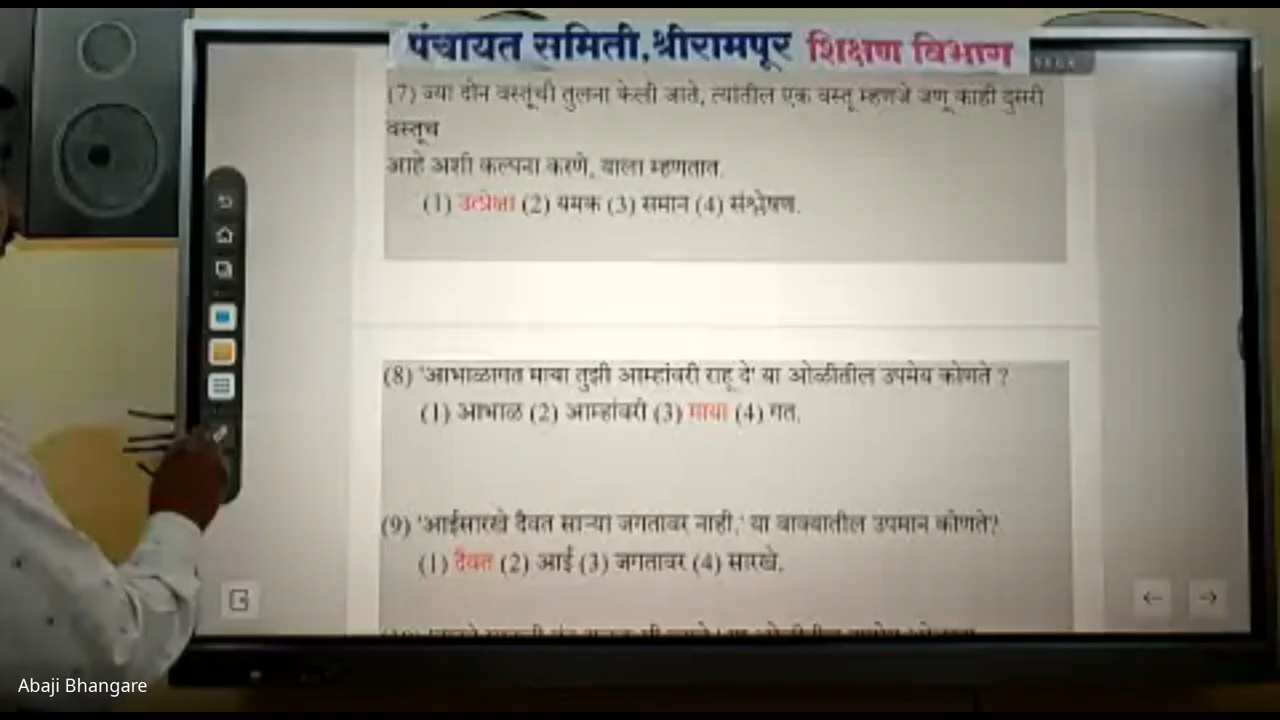 पंचायत समिती,श्रीरामपूर शिक्षण विभाग
(7) ज्या दोन वस्तूंची तुलना केली जाते, त्यांतील एक वस्तू म्हणजे जणू काही दुसरी
वस्तूच
आहे अशी कल्पना करणे, याला म्हणतात.
(1) उत्प्रेक्षा (2) यमक (3) समान (4) संश्लेषण.
(8) 'आभाळागत माया तुझी आम्हांवरी राहू दे' या ओळीतील उपमेय कोणते ?
(1) आभाळ (2) आम्हांवरी (3) माया (4) गत.
(9) 'आईसारखे दैवत साऱ्या जगतावर नाही.' या वाक्यातील उपमान कोणते?
(1) दैवत (2) आई (3) जगतावर (4) सारखे.
Abaji Bhangare